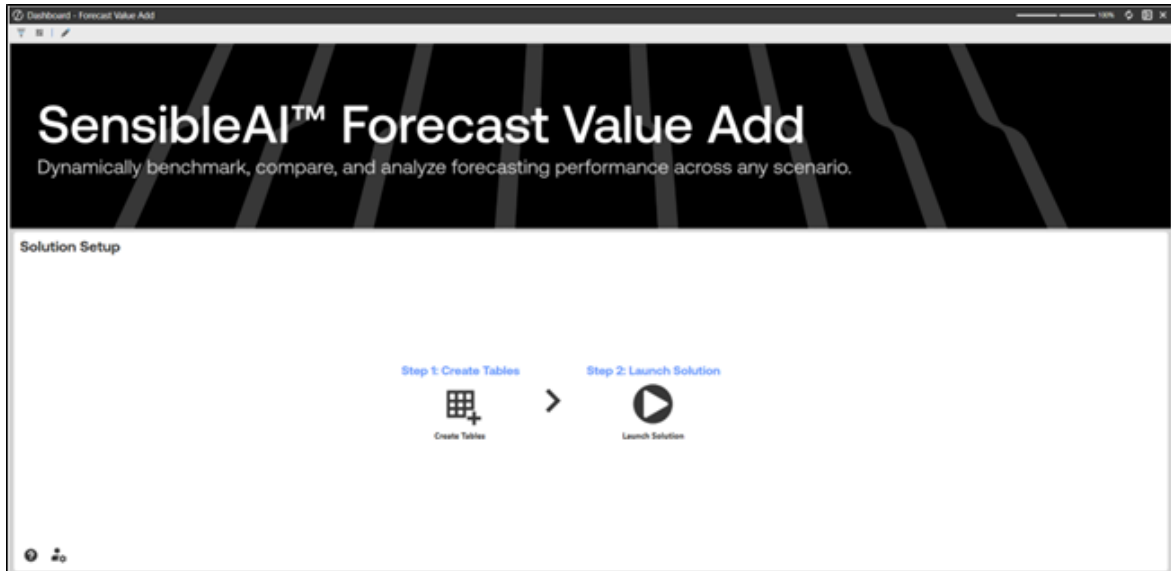 Dashboard - Forecast Value Add
100%
SensibleAI™ Forecast Value Add
Dynamically benchmark, compare, and analyze forecasting performance across any scenario.
Solution Setup
Step 1: Create Tables
Step 2: Launch Solution
Create Tables
Launch Solution